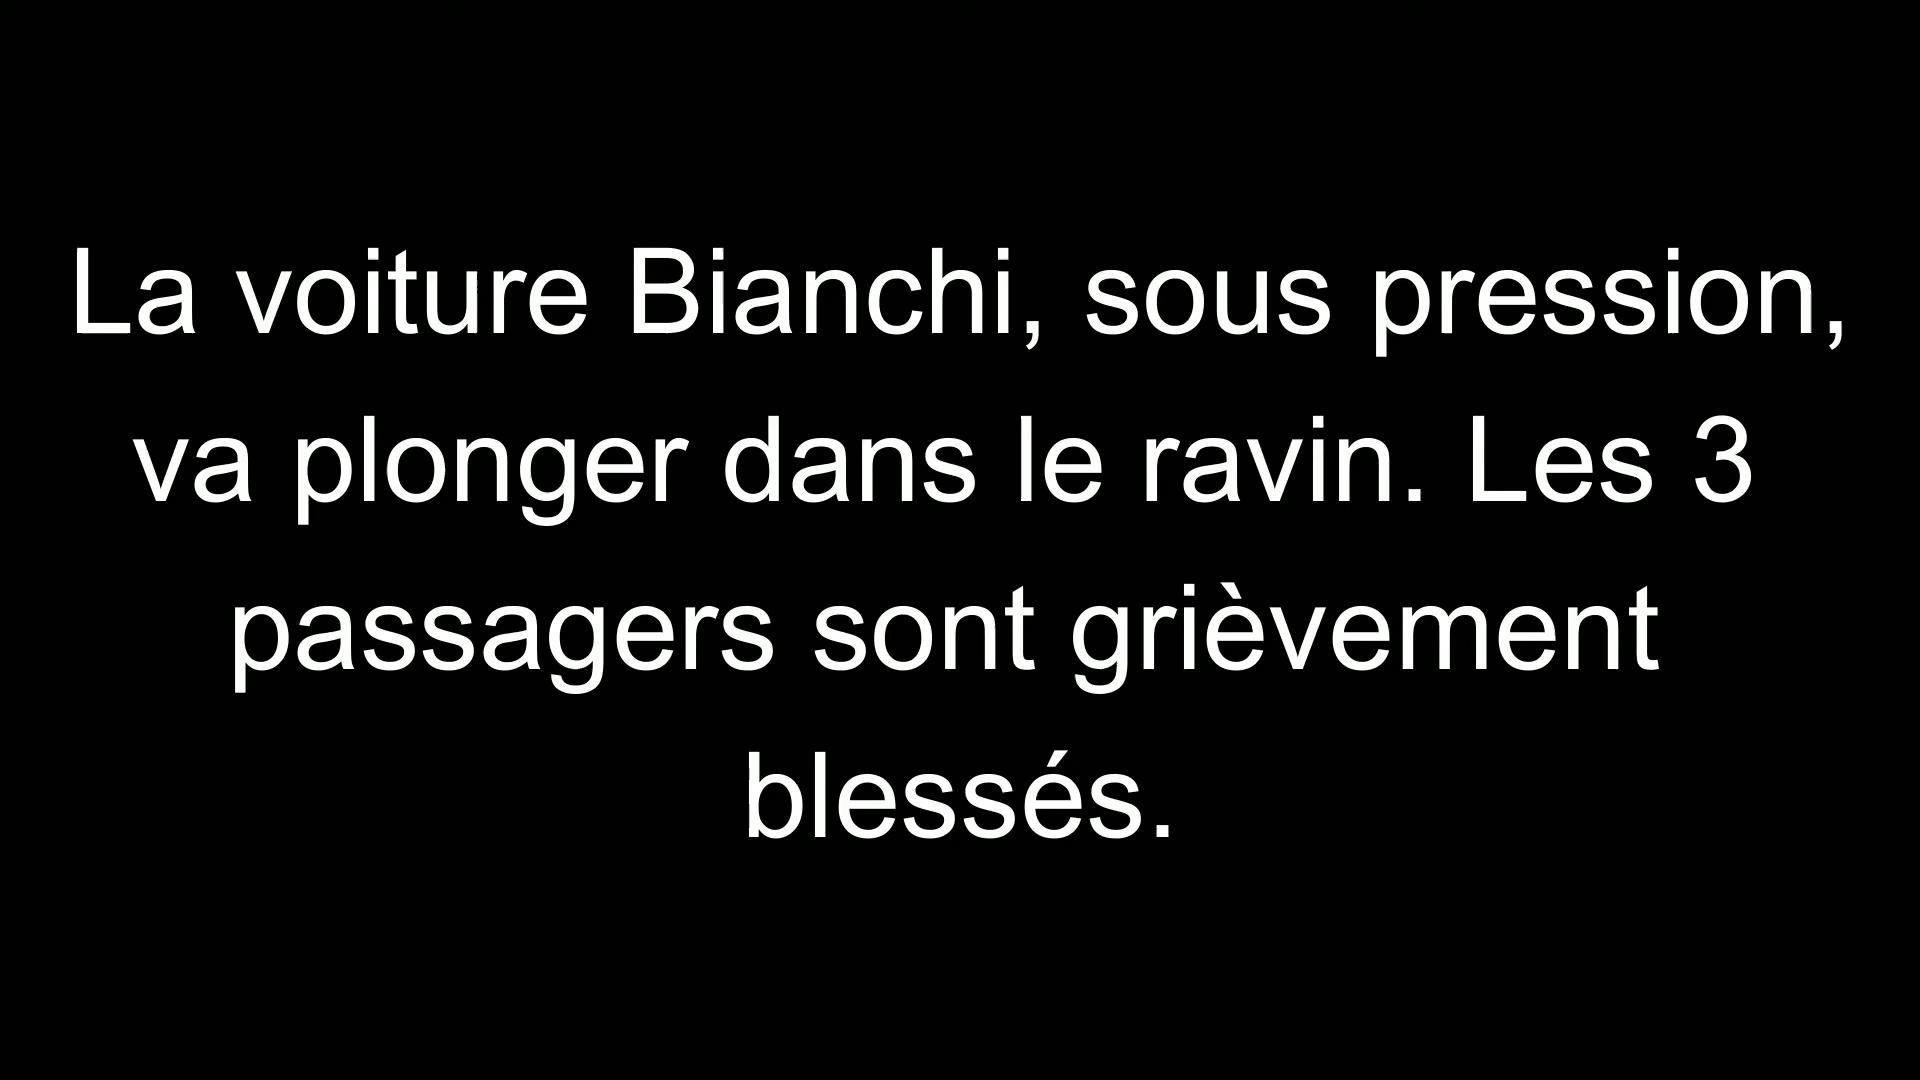 La voiture Bianchi, sous pression,
va plonger dans le ravin. Les 3
passagers sont grièvement
blessés.